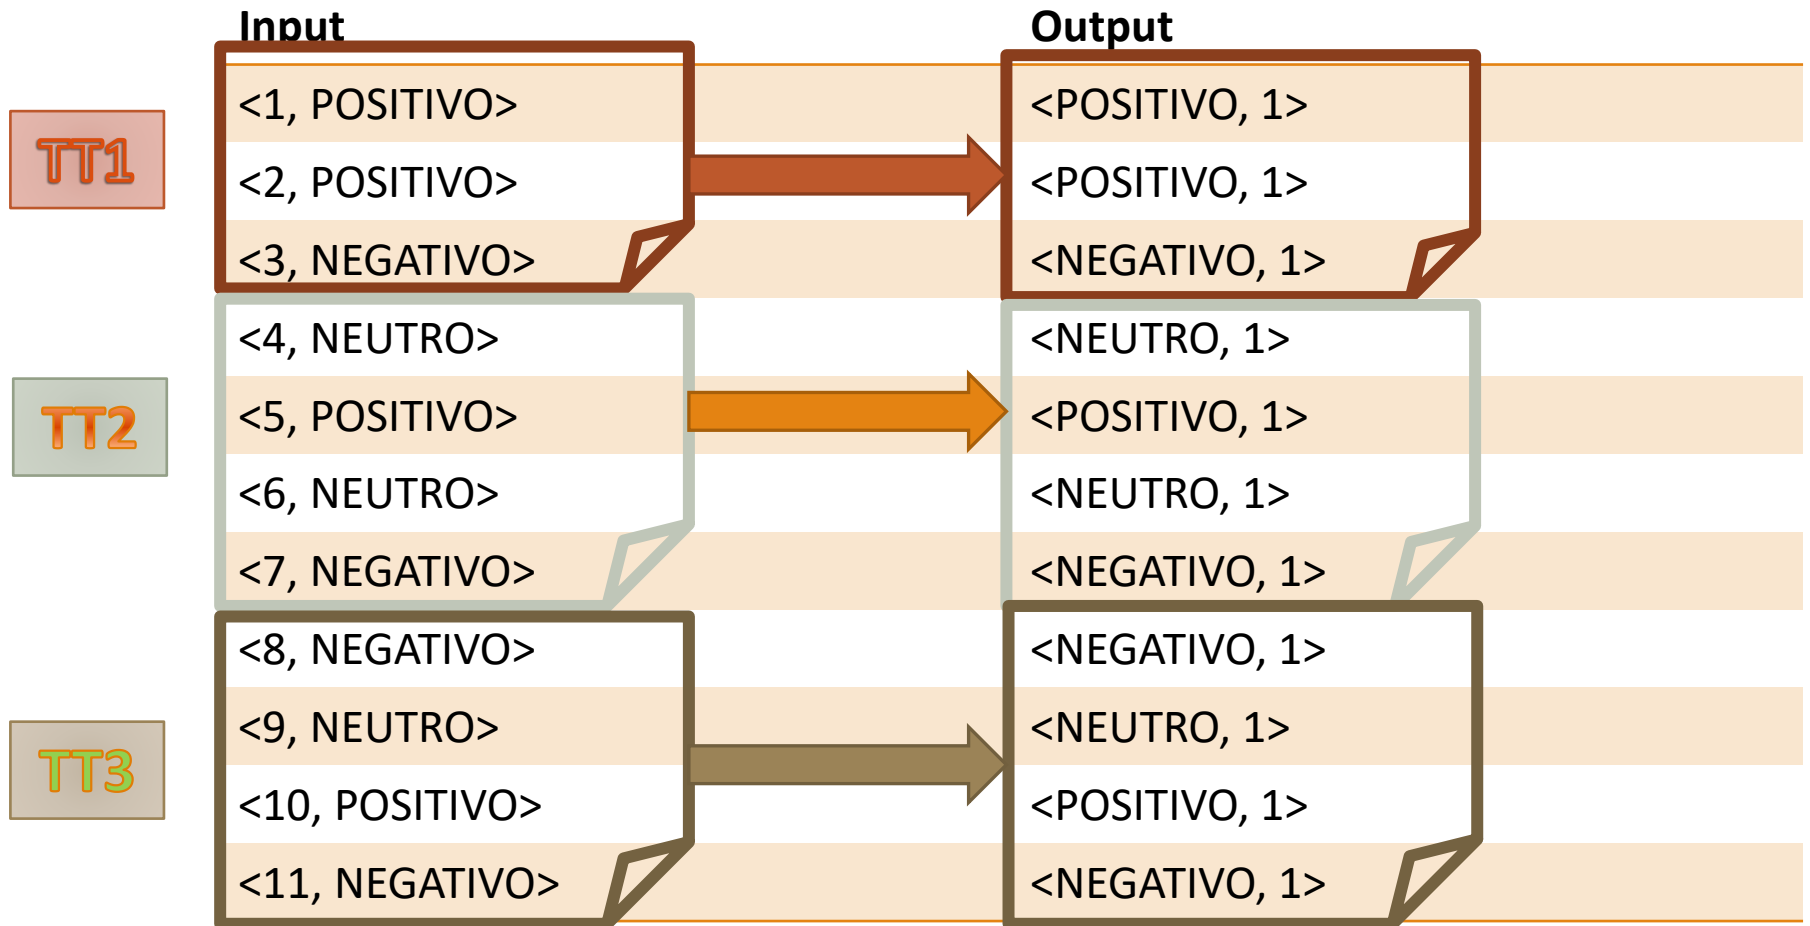 Input Output
<1, POSITIVO> <POSITIVO, 1>
TT1
<2, POSITIVO> <POSITIVO, 1>
<3, NEGATIVO> <NEGATIVO, 1>
<4, NEUTRO> <NEUTRO, 1>
TT2
<5, POSITIVO> <POSITIVO, 1>
<6, NEUTRO> <NEUTRO, 1>
<7, NEGATIVO> <NEGATIVO, 1>
<8, NEGATIVO> <NEGATIVO, 1>
<9, NEUTRO> <NEUTRO, 1>
TT3
<10, POSITIVO> <POSITIVO, 1>
<11, NEGATIVO> <NEGATIVO, 1>